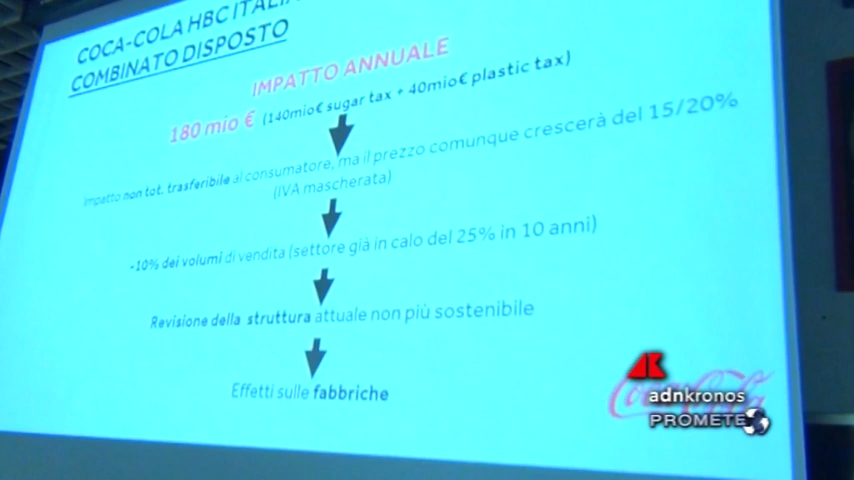 COCA-COLA HBC ITALIA
COMBINATO DISPOSTO
IMPATTO ANNUALE
180 mio € (140mio€ sugar tax + 40mio€ plastic tax)
Impatto non tot. trasferibile al consumatore, ma il prezzo comunque crescerà del 15/20%
(IVA mascherata)
-10% dei volumi di vendita (settore già in calo del 25% in 10 anni)
Revisione della struttura attuale non più sostenibile
Effetti sulle fabbriche
Coca-Cola
adnkronos
PROMETEO